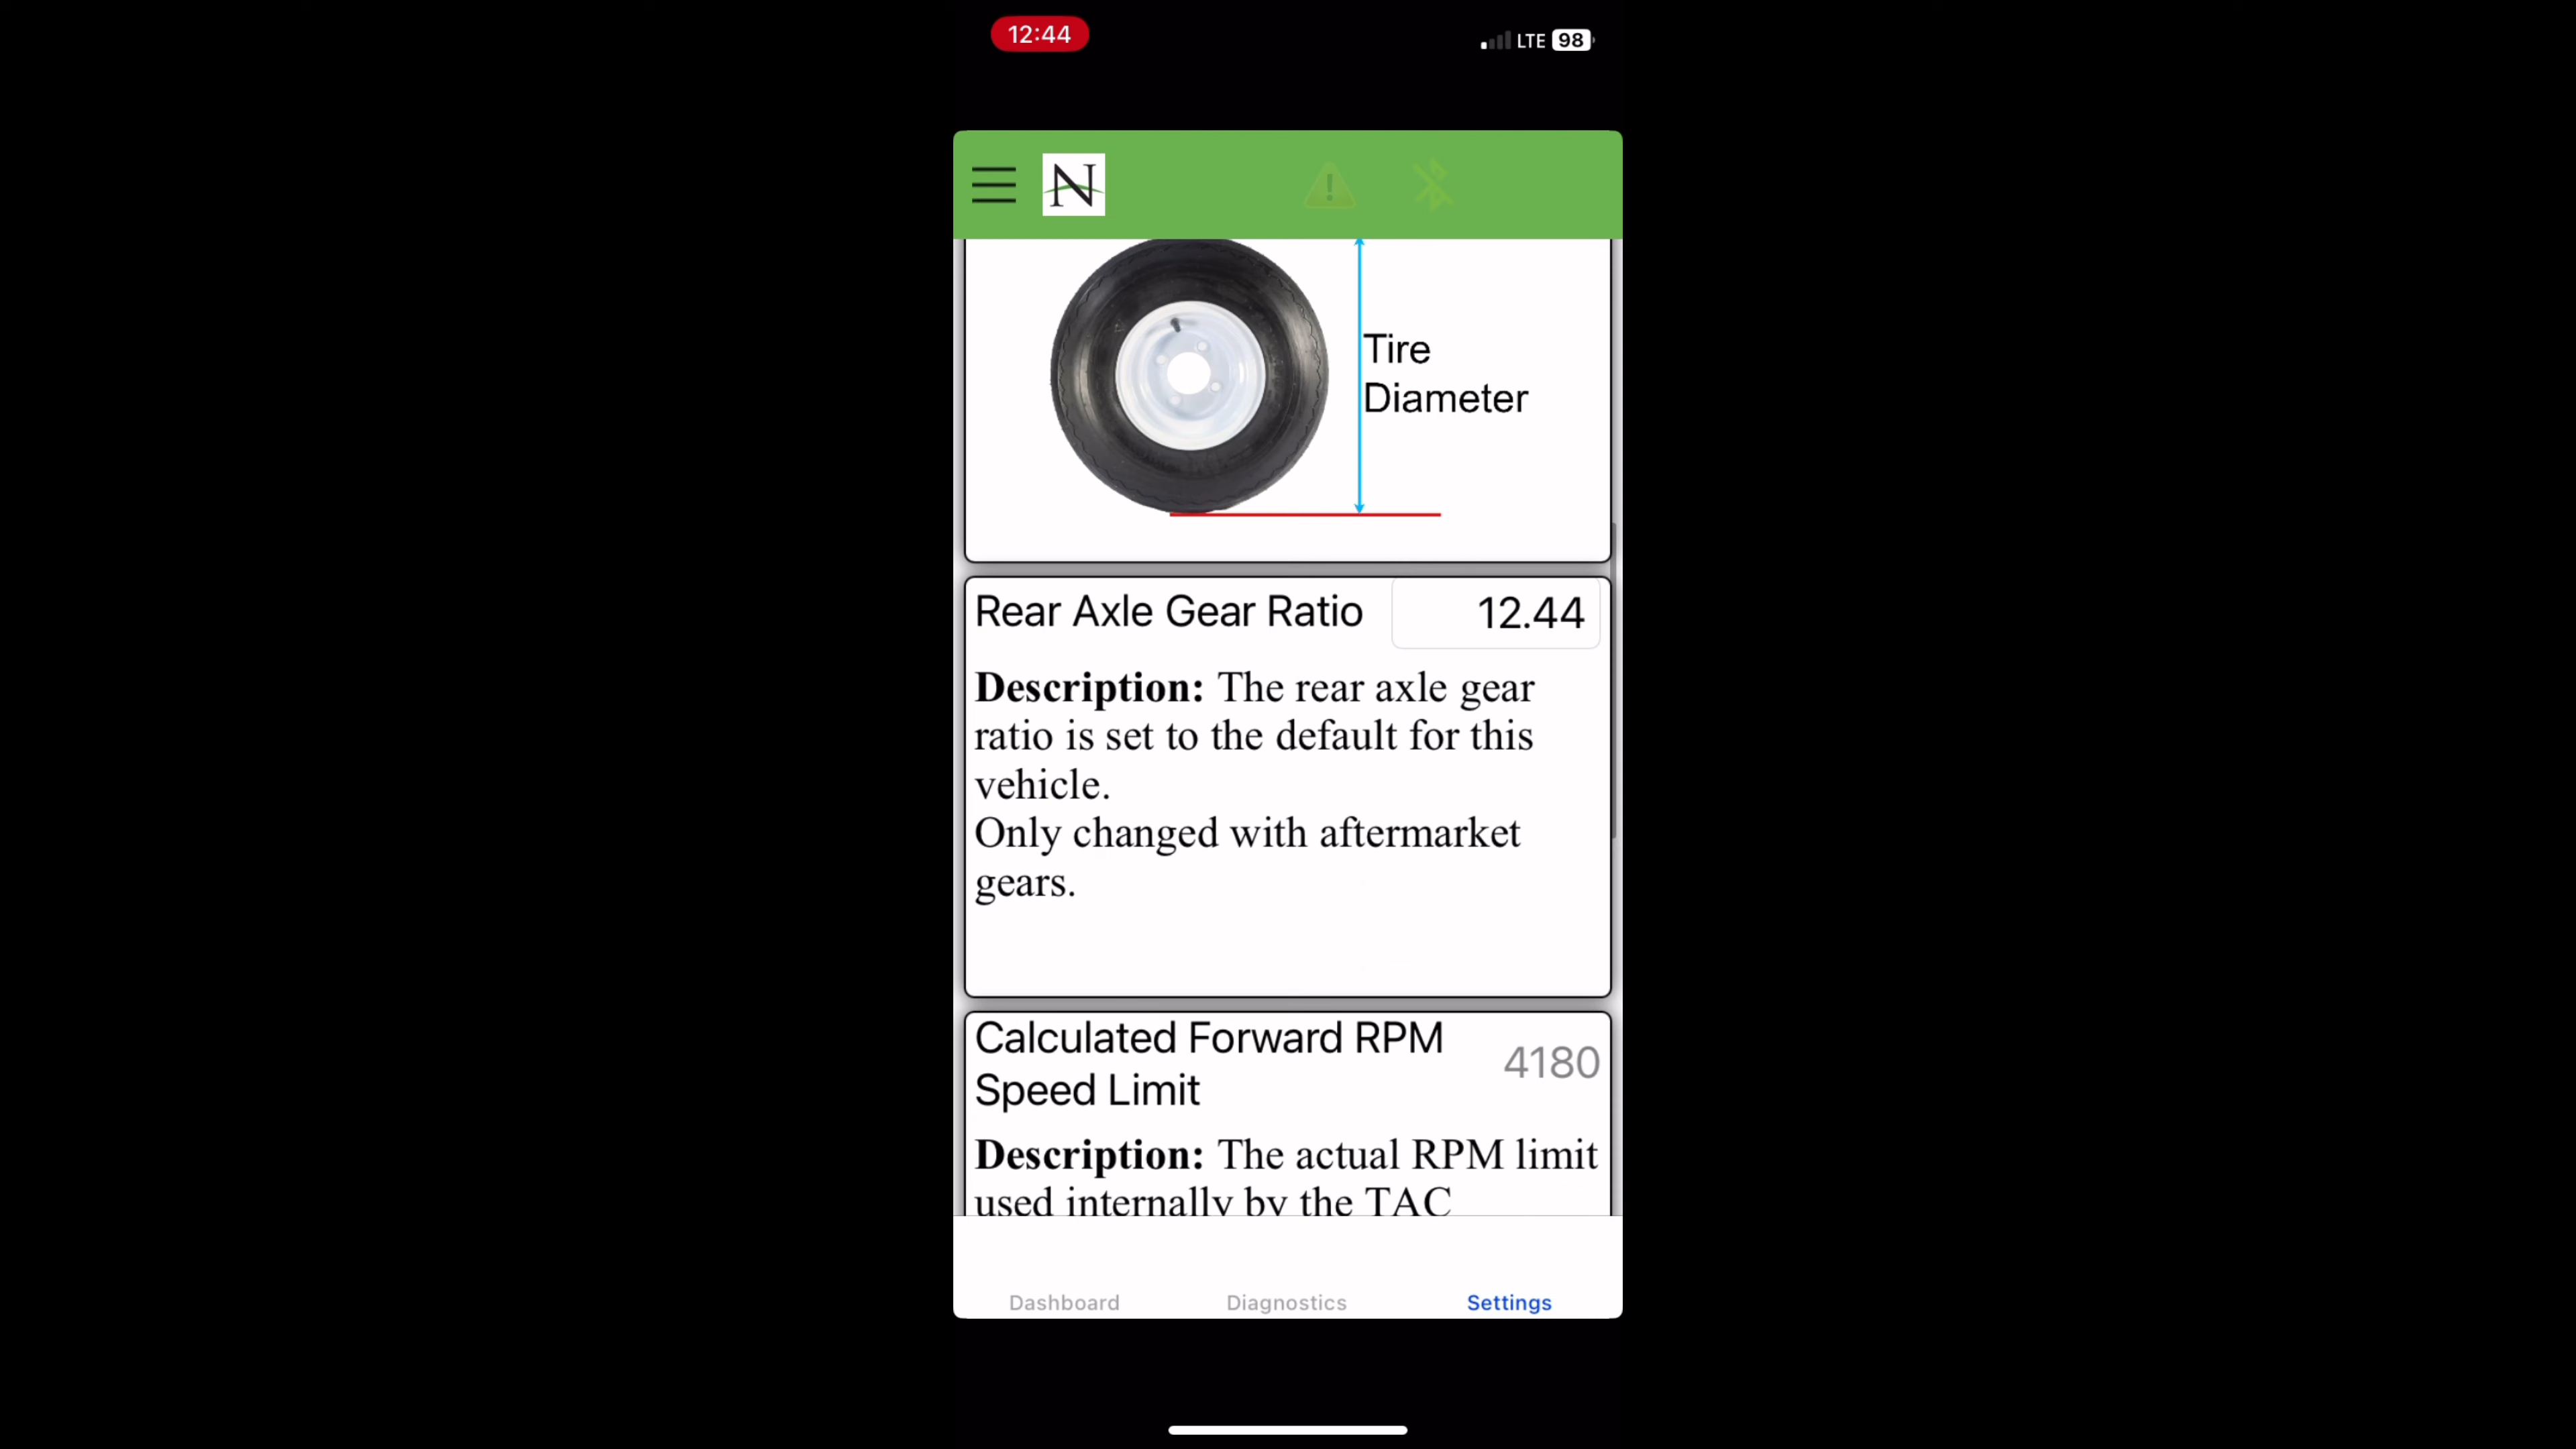 12:44
LTE 98
N
Tire
Diameter
Rear Axle Gear Ratio 12.44
Description: The rear axle gear
ratio is set to the default for this
vehicle.
Only changed with aftermarket
gears.
Calculated Forward RPM
Speed Limit
4180
Description: The actual RPM limit
used internally by the TAC
Dashboard Diagnostics Settings